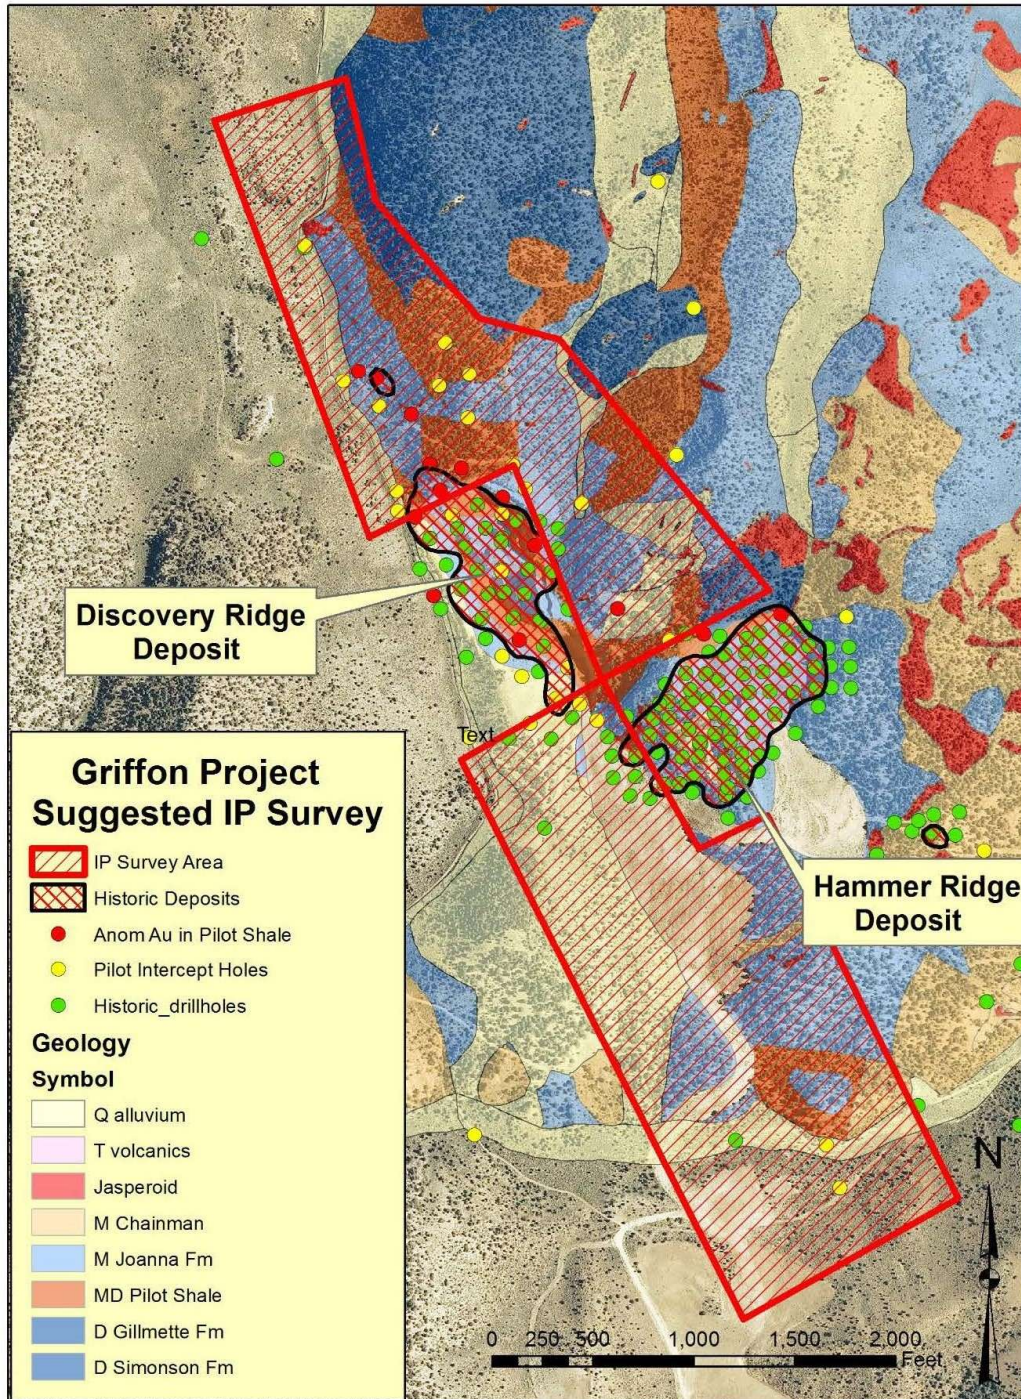 Discovery Ridge
Deposit
Text
Griffon Project
Suggested IP Survey
IP Survey Area
Historic Deposits
Anom Au in Pilot Shale
Pilot Intercept Holes
Historic_drillholes
Geology
Symbol
Q alluvium
T volcanics
Jasperoid
M Chainman
M Joanna Fm
MD Pilot Shale
D Gillmette Fm
D Simonson Fm
Hammer Ridge
Deposit
N
0 250 500 1,000 1,500 2,000
Feet